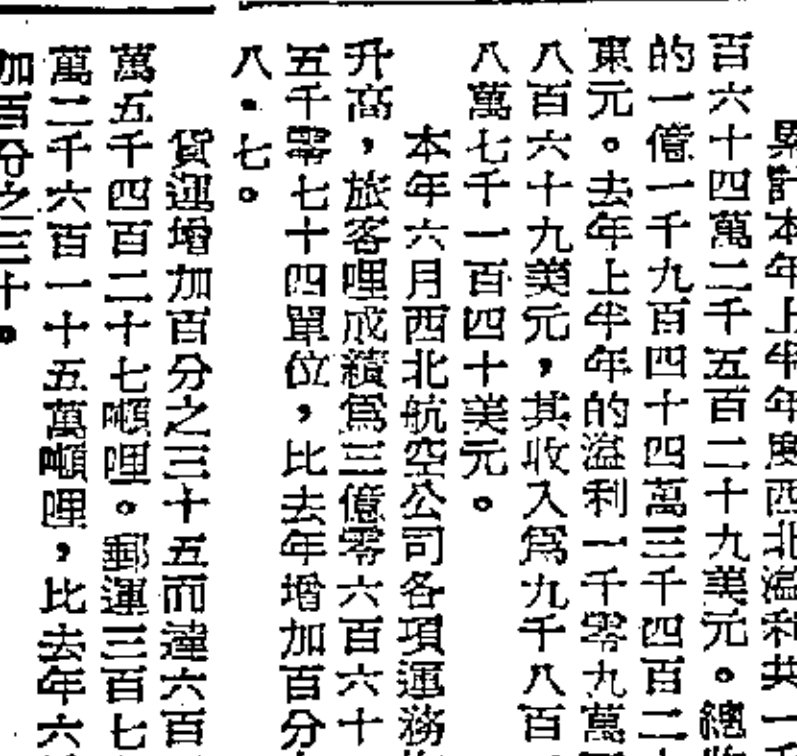 累計本年上半年度西北溢利共一千
百六十四萬二千五百二十九美元。總
的一億一千九百四十四萬三千四百二
東元。去年上半年的溢利一千零九萬
八百六十九美元，其收入爲九千八百
八萬七千一百四十美元。
本年六月西北航空公司各項運務
升高，旅客哩成績爲三億零六百六十
五千零七十四單位，比去年增加百分
八・七。
貨運增加百分之三十五而達六百
萬五千四百二十七噸哩。郵運三百七
萬二千六百一十五萬噸哩，比去年六
加百分之三十。